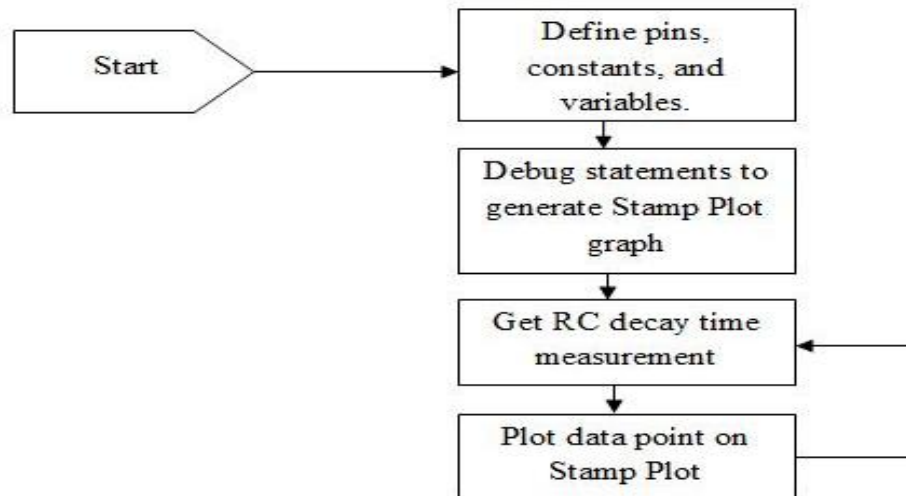 Start
Define pins,
constants, and
variables.
Debug statements to
generate Stamp Plot
graph
Get RC decay time
measurement
Plot data point on
Stamp Plot